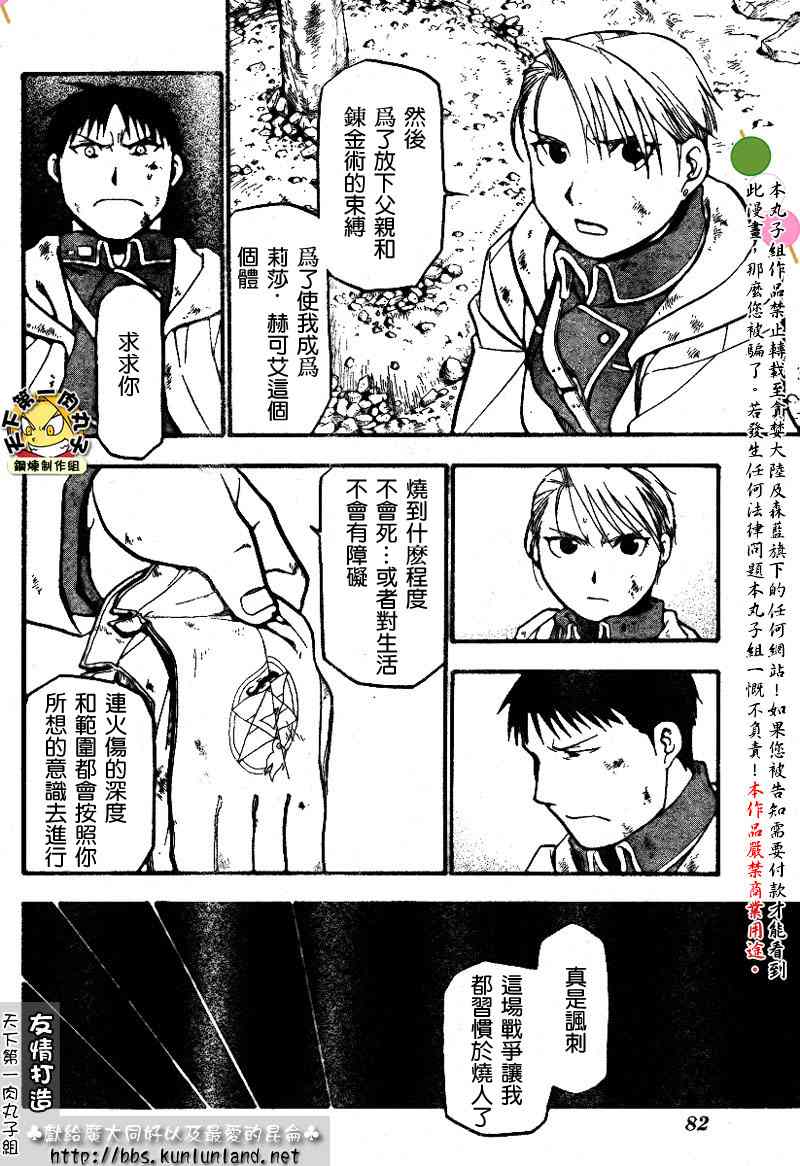 然後
爲了放下父親和
鍊金術的束縛
爲了使我成爲
莉莎．赫可艾這個
個體
求求你
燒到什麽程度
不會死…或者對生活
不會有障礙
連火傷的深度
和範圍都會按照你
所想的意識去進行
真是諷刺
這場戰爭讓我
都習慣於燒人了
82
天下第一肉丸子
鋼煉制作組
本丸子組作品禁止轉載至貪婪大陸及森藍旗下的任何網站！如果您被告知需要付款才能看到
此漫畫，那麼您被騙了。若發生任何法律問題本丸子組一慨不負責！本作品嚴禁商業用途。
友情打造
天下第一肉丸子組
♣獻給廣大同好以及最愛的昆侖♣
http://bbs.kunlunland.net/